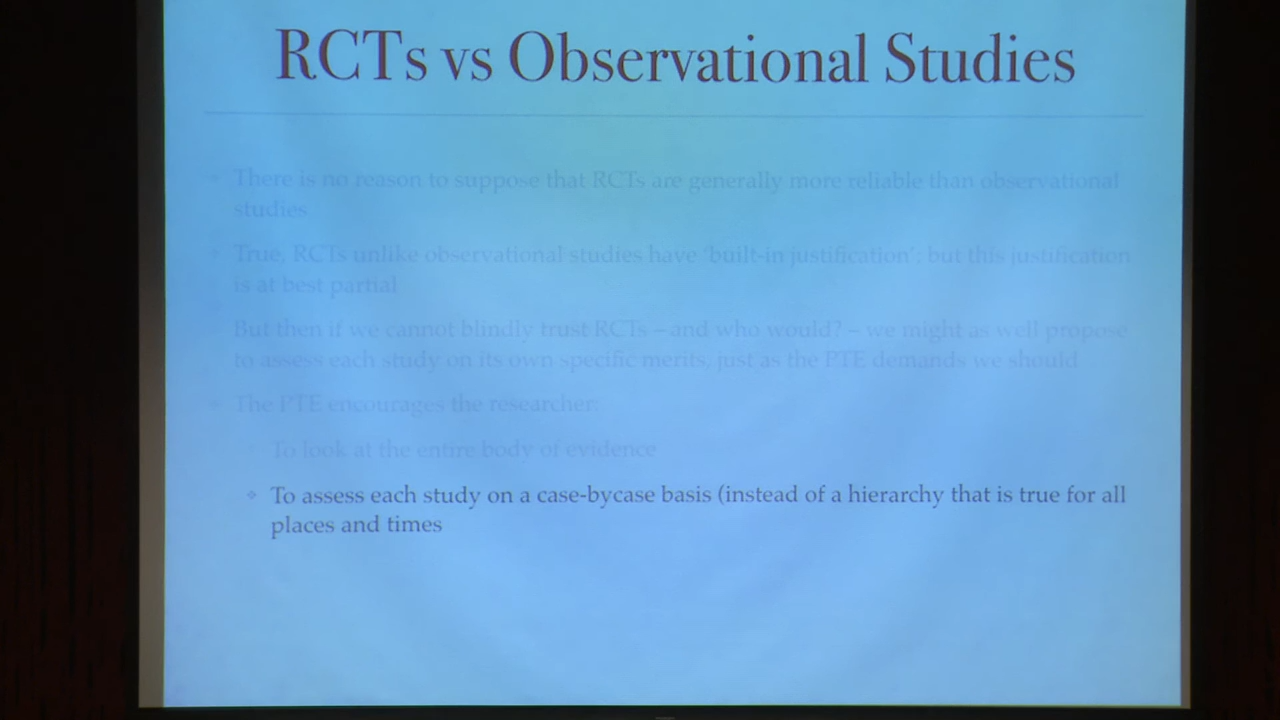 RCTs vs Observational Studies
There is no reason to suppose that RCTs are generally more reliable than observational
studies
True, RCTs unlike observational studies have 'built-in justification', but this justification
is at best partial
But then if we cannot blindly trust RCTs – and who would? – we might as well propose
to assess each study on its own specific merits, just as the PTE demands we should
The PTE encourages the researcher:
To look at the entire body of evidence
To assess each study on a case-bycase basis (instead of a hierarchy that is true for all
places and times